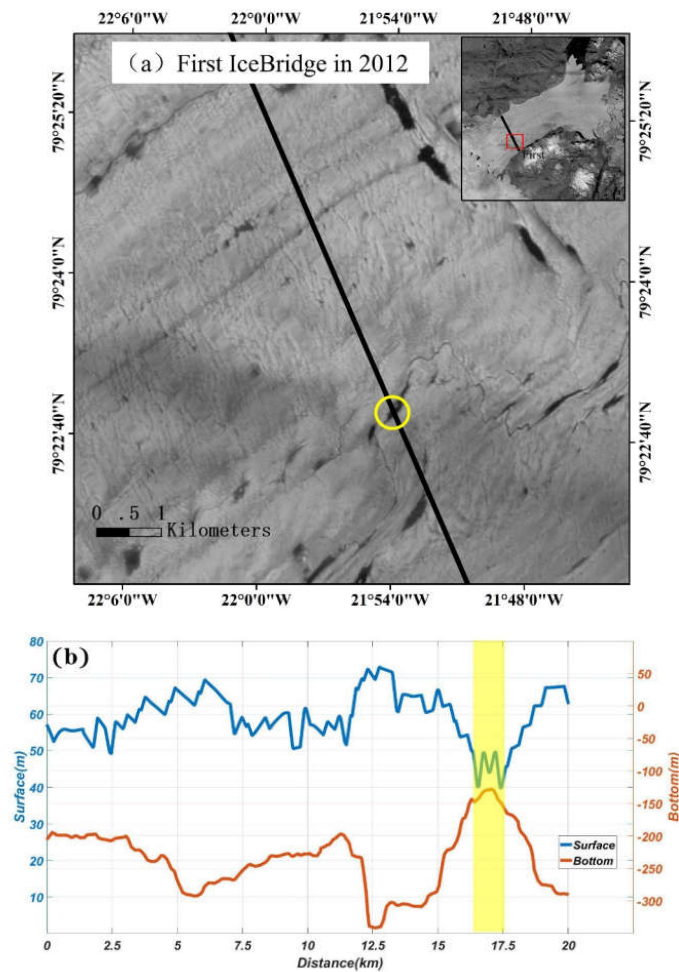 22°6'0"W 22°0'0"W 21°54'0"W 21°48'0"W
（a）First IceBridge in 2012
First
79°25'20"N 79°25'20"N
79°24'0"N 79°24'0"N
79°22'40"N 79°22'40"N
0 .5 1
Kilometers
22°6'0"W 22°0'0"W 21°54'0"W 21°48'0"W
(b)
80
70
60
50
40
30
20
10
Surface(m)
50
0
-50
-100
-150
-200
-250
-300
Bottom(m)
Surface
Bottom
0 2.5 5 7.5 10 12.5 15 17.5 20
Distance(km)